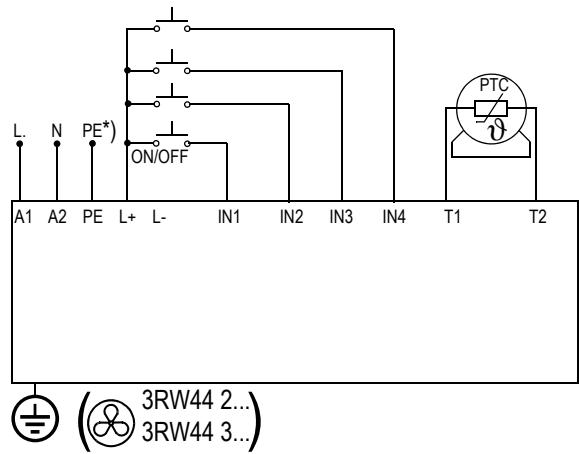 PTC
ϑ
L. N PE*)
ON/OFF
A1 A2 PE L+ L- IN1 IN2 IN3 IN4 T1 T2
( 3RW44 2...
3RW44 3... )